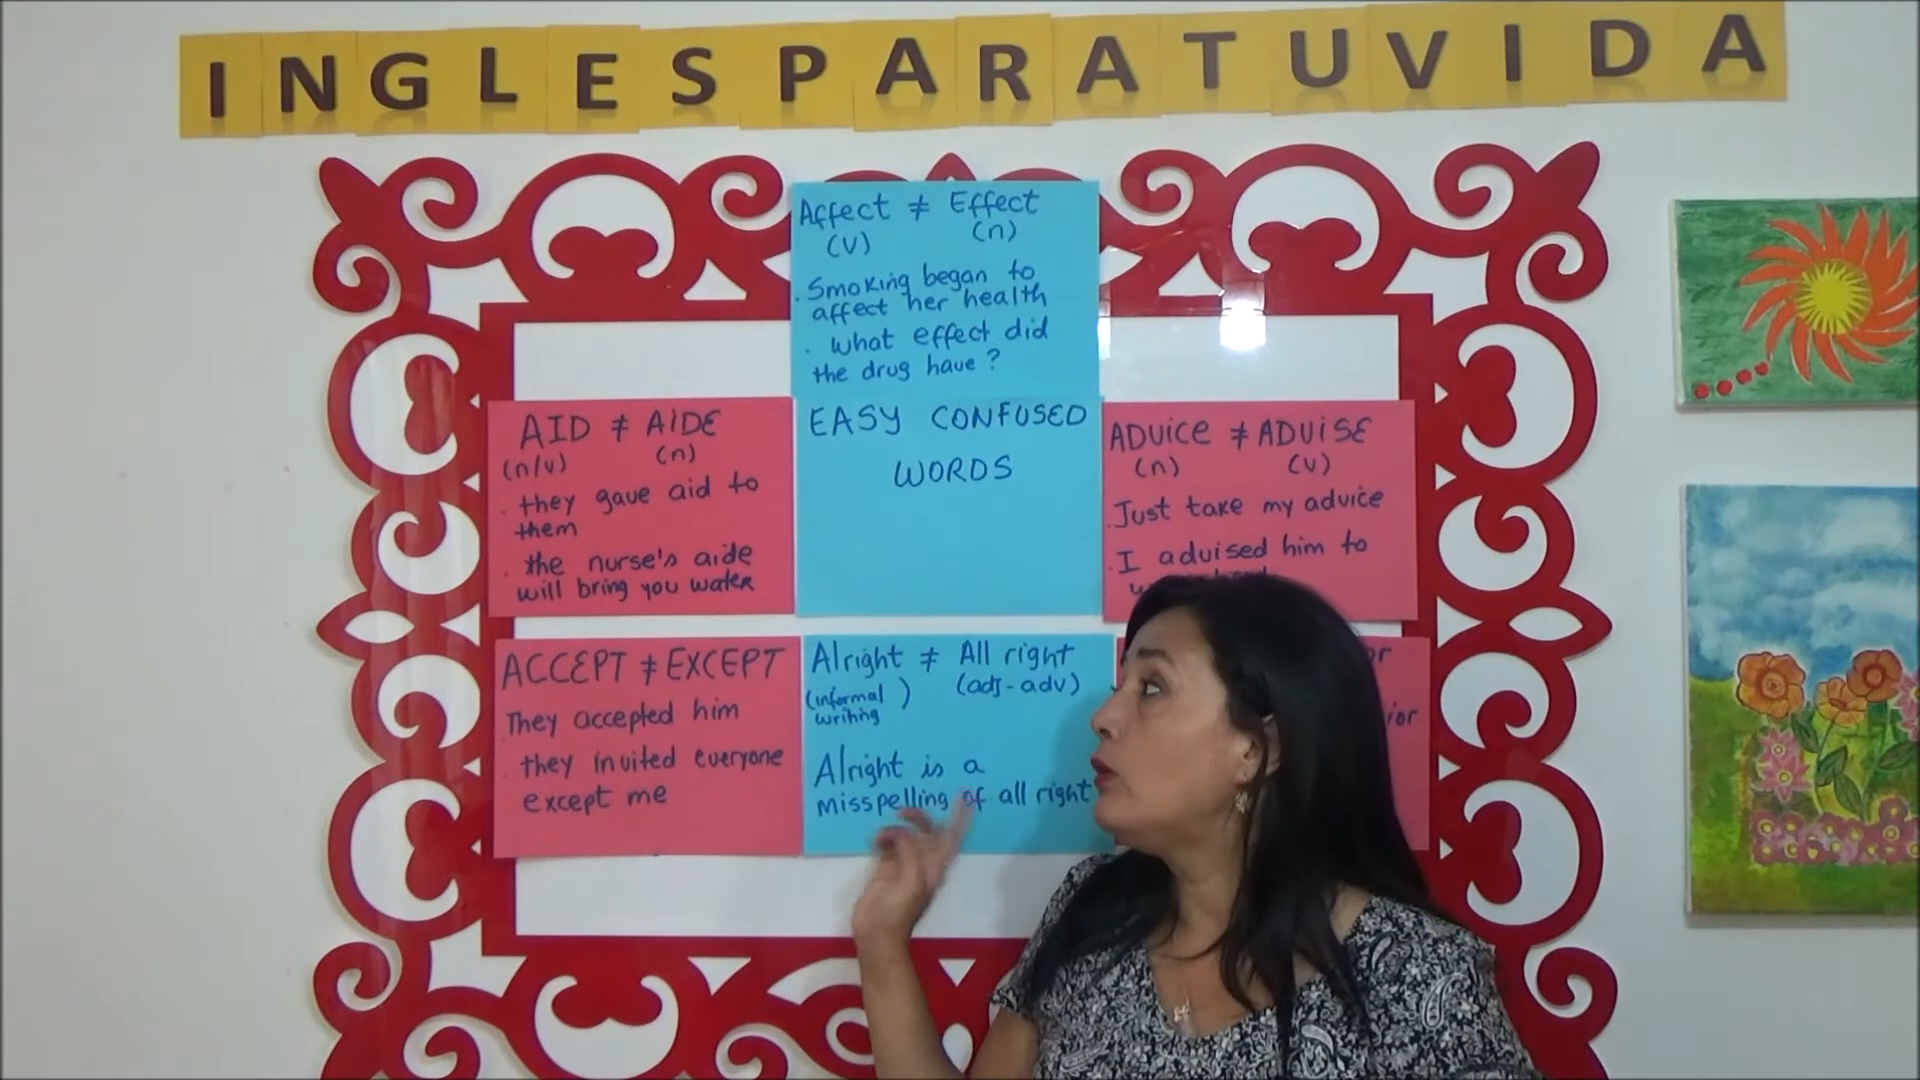 INGLESPARATUVIDA
Affect ≠ Effect
(v) (n)
. Smoking began to
affect her health
. What effect did
the drug have?
AID ≠ AIDE
(n/v) (n)
. they gave aid to
them
. the nurse's aide
will bring you water
EASY CONFUSED
WORDS
ADVICE ≠ ADVISE
(n) (v)
. Just take my advice
. I advised him to
ACCEPT ≠ EXCEPT
. They accepted him
. they invited everyone
except me
Alright ≠ All right
(informal) (adj-adv)
writing
Alright is a
misspelling of all right
or
ior